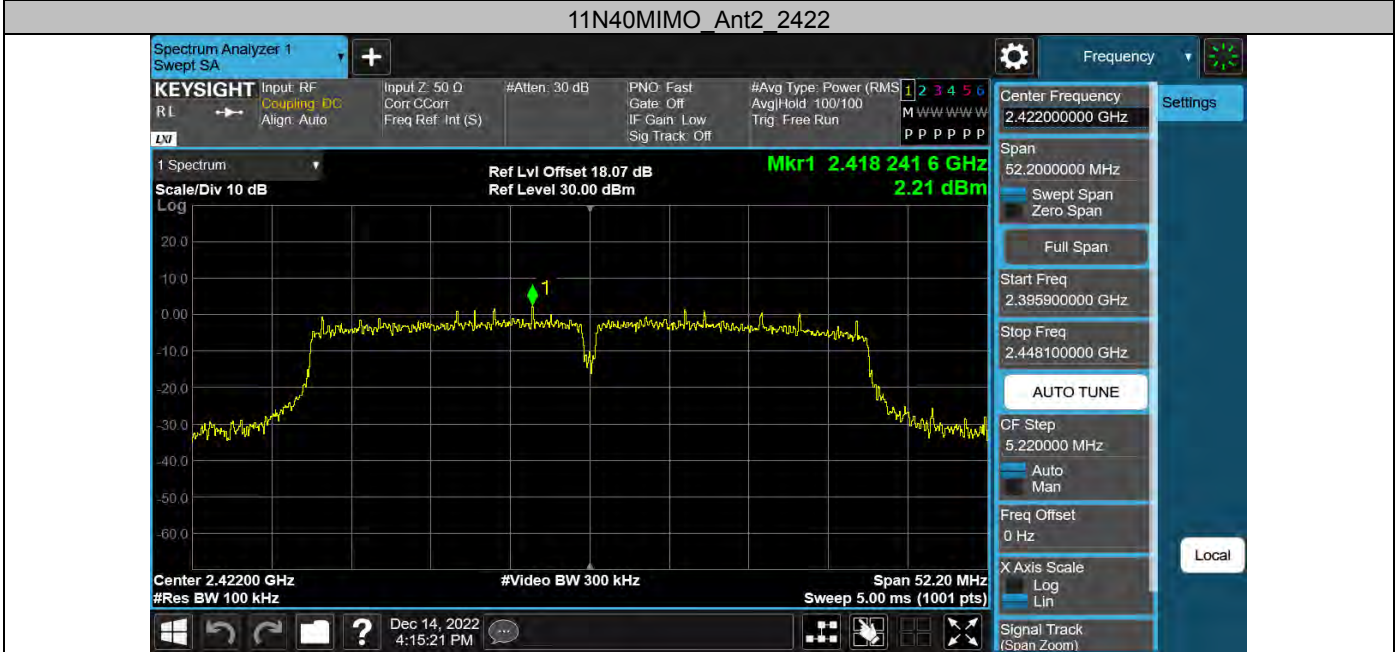 11N40MIMO_Ant2_2422
Spectrum Analyzer 1
Swept SA
+
Frequency
KEYSIGHT
RL
LXI
Input: RF
Coupling: DC
Align: Auto
Input Z: 50 Ω
Corr CCorr
Freq Ref: Int (S)
#Atten: 30 dB
PNO: Fast
Gate: Off
IF Gain: Low
Sig Track: Off
#Avg Type: Power (RMS
Avg|Hold: 100/100
Trig: Free Run
1 2 3 4 5 6
M W W W W W
P P P P P P
Center Frequency
2.422000000 GHz
Settings
1 Spectrum
Scale/Div 10 dB
Log
Ref Lvl Offset 18.07 dB
Ref Level 30.00 dBm
Mkr1 2.418 241 6 GHz
2.21 dBm
Span
52.2000000 MHz
Swept Span
Zero Span
Full Span
Start Freq
2.395900000 GHz
Stop Freq
2.448100000 GHz
AUTO TUNE
CF Step
5.220000 MHz
Auto
Man
Freq Offset
0 Hz
X Axis Scale
Log
Lin
Signal Track
(Span Zoom)
Local
20.0
10.0
0.00
-10.0
-20.0
-30.0
-40.0
-50.0
-60.0
1
Center 2.42200 GHz
#Res BW 100 kHz
#Video BW 300 kHz
Span 52.20 MHz
Sweep 5.00 ms (1001 pts)
?
Dec 14, 2022
4:15:21 PM